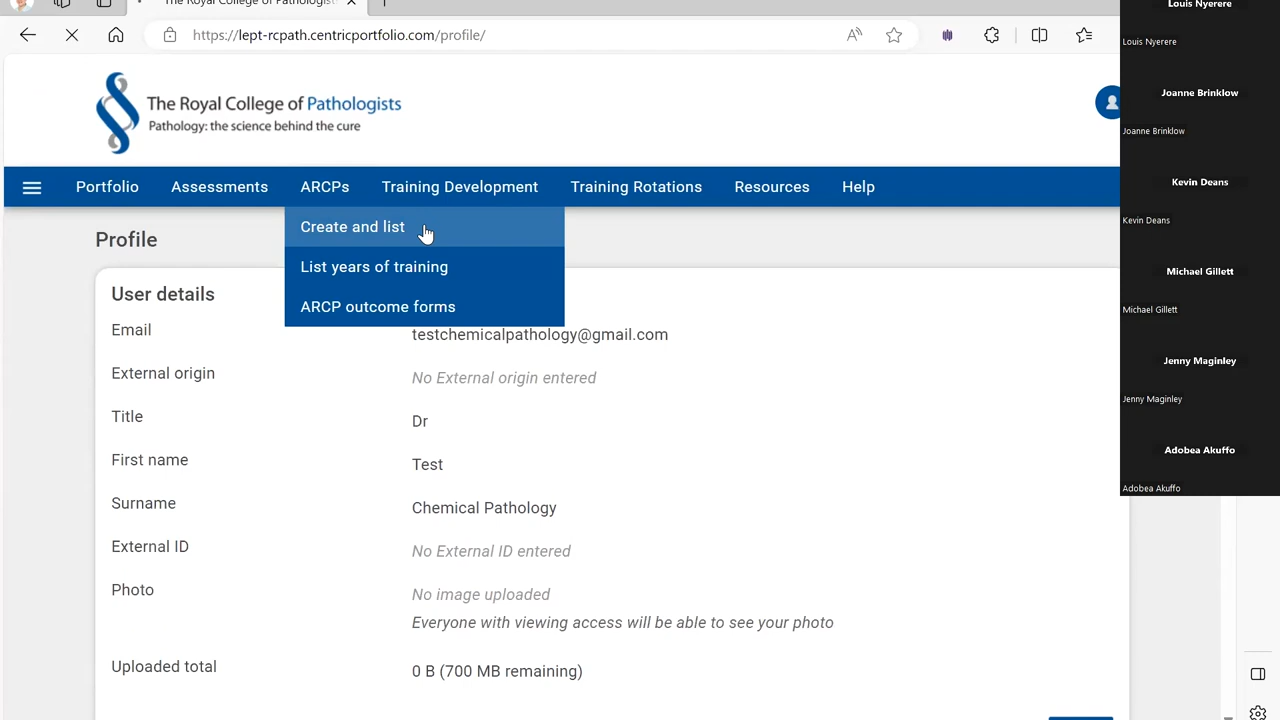 The Royal College of Pathologist
https://lept-rcpath.centricportfolio.com/profile/
The Royal College of Pathologists
Pathology: the science behind the cure
Portfolio Assessments ARCPs Training Development Training Rotations Resources Help
Create and list
List years of training
ARCP outcome forms
Profile
User details
Email testchemicalpathology@gmail.com
External origin No External origin entered
Title Dr
First name Test
Surname Chemical Pathology
External ID No External ID entered
Photo No image uploaded
Everyone with viewing access will be able to see your photo
Uploaded total 0 B (700 MB remaining)
Louis Nyerere
Louis Nyerere
Joanne Brinklow
Joanne Brinklow
Kevin Deans
Kevin Deans
Michael Gillett
Michael Gillett
Jenny Maginley
Jenny Maginley
Adobea Akuffo
Adobea Akuffo